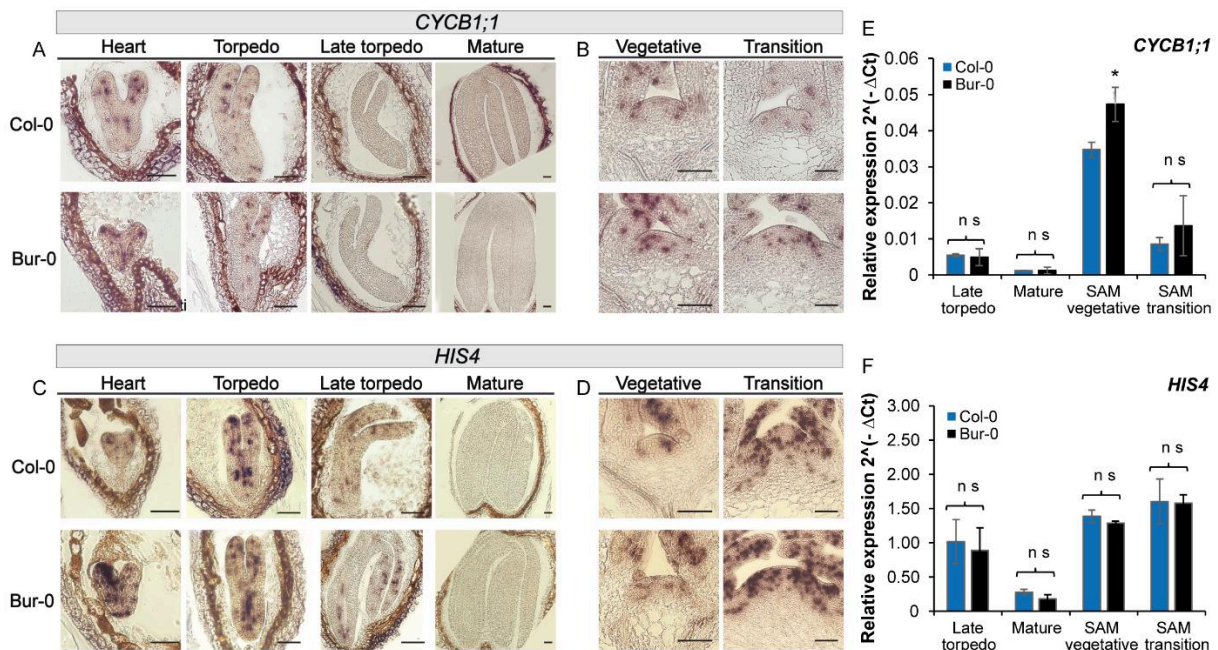 CYCB1;1
A
Heart
Torpedo
Late torpedo
Mature
Col-0
Bur-0
ti
B
Vegetative
Transition
E
CYCB1;1
Relative expression 2^(- ΔCt)
0.06
0.05
0.04
0.03
0.02
0.01
0
Col-0
Bur-0
n s
n s
*
n s
Late torpedo
Mature
SAM vegetative
SAM transition
HIS4
C
Heart
Torpedo
Late torpedo
Mature
Col-0
Bur-0
D
Vegetative
Transition
F
HIS4
Relative expression 2^(- ΔCt)
3.00
2.50
2.00
1.50
1.00
0.50
0.00
Col-0
Bur-0
n s
n s
n s
n s
Late torpedo
Mature
SAM vegetative
SAM transition